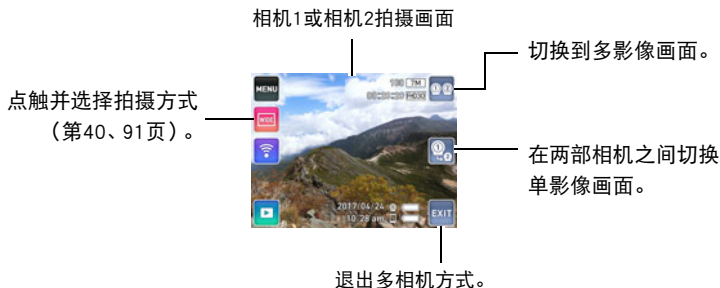 相机1或相机2拍摄画面
切换到多影像画面。
点触并选择拍摄方式
（第40、91页）。
在两部相机之间切换
单影像画面。
退出多相机方式。
MENU
100 7M
WIDE
2017/04/24
10:28 am
EXIT